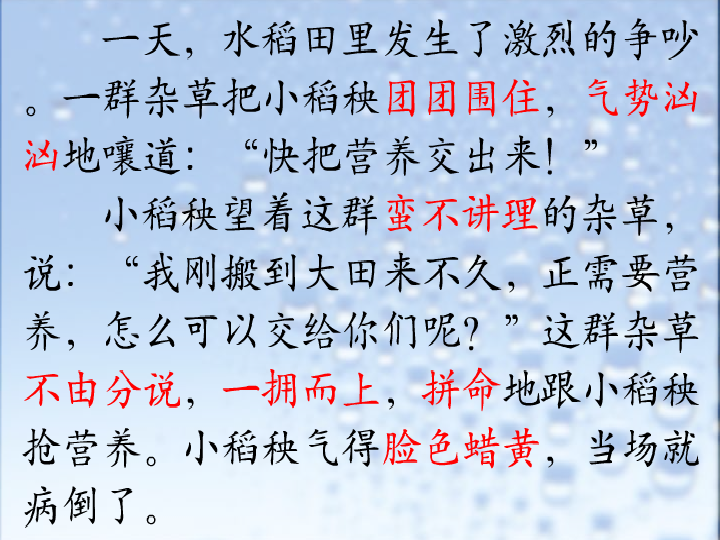 一天，水稻田里发生了激烈的争吵
。一群杂草把小稻秧团团围住，气势汹
汹地嚷道：“快把营养交出来！”
小稻秧望着这群蛮不讲理的杂草，
说：“我刚搬到大田来不久，正需要营
养，怎么可以交给你们呢？”这群杂草
不由分说，一拥而上，拼命地跟小稻秧
抢营养。小稻秧气得脸色蜡黄，当场就
病倒了。